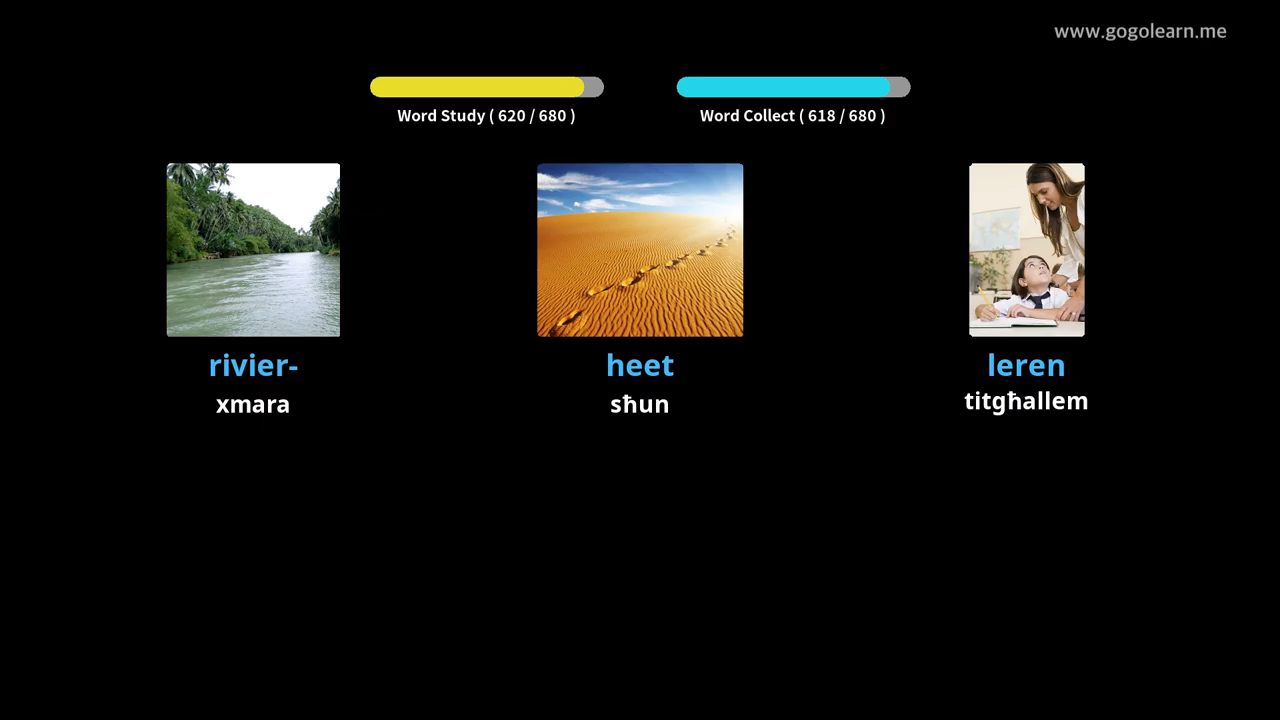 www.gogolearn.me
Word Study ( 620 / 680 )
Word Collect ( 618 / 680 )
rivier-
xmara
heet
sħun
leren
titgħallem